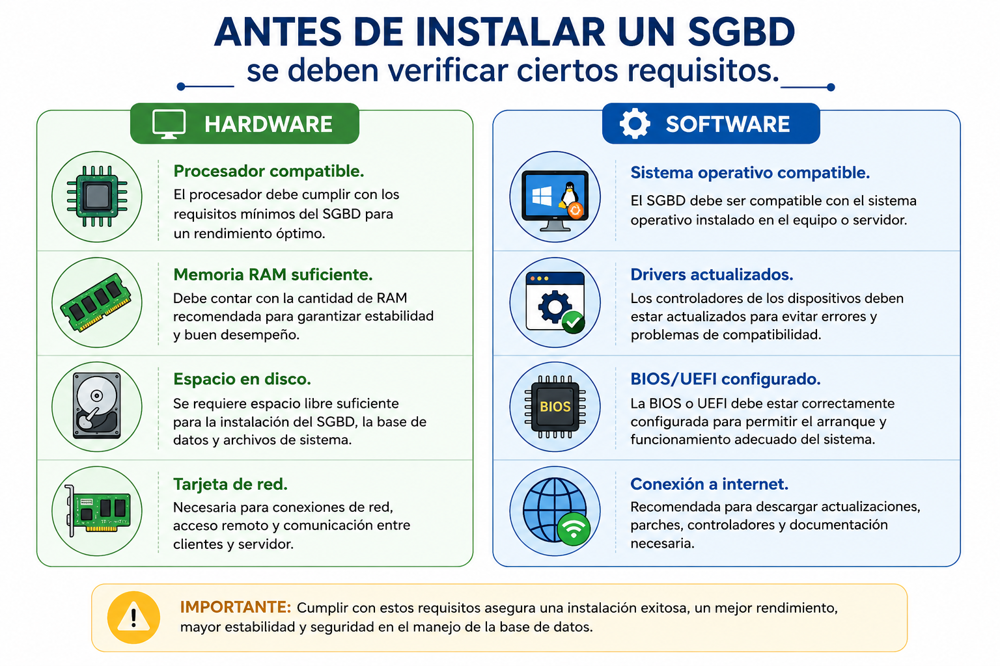 ANTES DE INSTALAR UN SGBD
se deben verificar ciertos requisitos.
HARDWARE
Procesador compatible.
El procesador debe cumplir con los
requisitos mínimos del SGBD para
un rendimiento óptimo.
Memoria RAM suficiente.
Debe contar con la cantidad de RAM
recomendada para garantizar estabilidad
y buen desempeño.
Espacio en disco.
Se requiere espacio libre suficiente
para la instalación del SGBD, la base de
datos y archivos de sistema.
Tarjeta de red.
Necesaria para conexiones de red,
acceso remoto y comunicación entre
clientes y servidor.
SOFTWARE
Sistema operativo compatible.
El SGBD debe ser compatible con el sistema
operativo instalado en el equipo o servidor.
Drivers actualizados.
Los controladores de los dispositivos deben
estar actualizados para evitar errores y
problemas de compatibilidad.
BIOS
BIOS/UEFI configurado.
La BIOS o UEFI debe estar correctamente
configurada para permitir el arranque y
funcionamiento adecuado del sistema.
Conexión a internet.
Recomendada para descargar actualizaciones,
parches, controladores y documentación
necesaria.
IMPORTANTE: Cumplir con estos requisitos asegura una instalación exitosa, un mejor rendimiento,
mayor estabilidad y seguridad en el manejo de la base de datos.